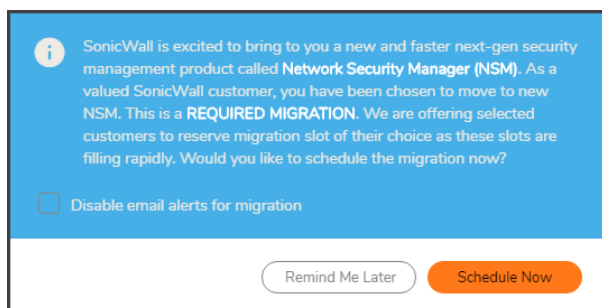 SonicWall is excited to bring to you a new and faster next-gen security
management product called Network Security Manager (NSM). As a
valued SonicWall customer, you have been chosen to move to new
NSM. This is a REQUIRED MIGRATION. We are offering selected
customers to reserve migration slot of their choice as these slots are
filling rapidly. Would you like to schedule the migration now?
Disable email alerts for migration
Remind Me Later
Schedule Now